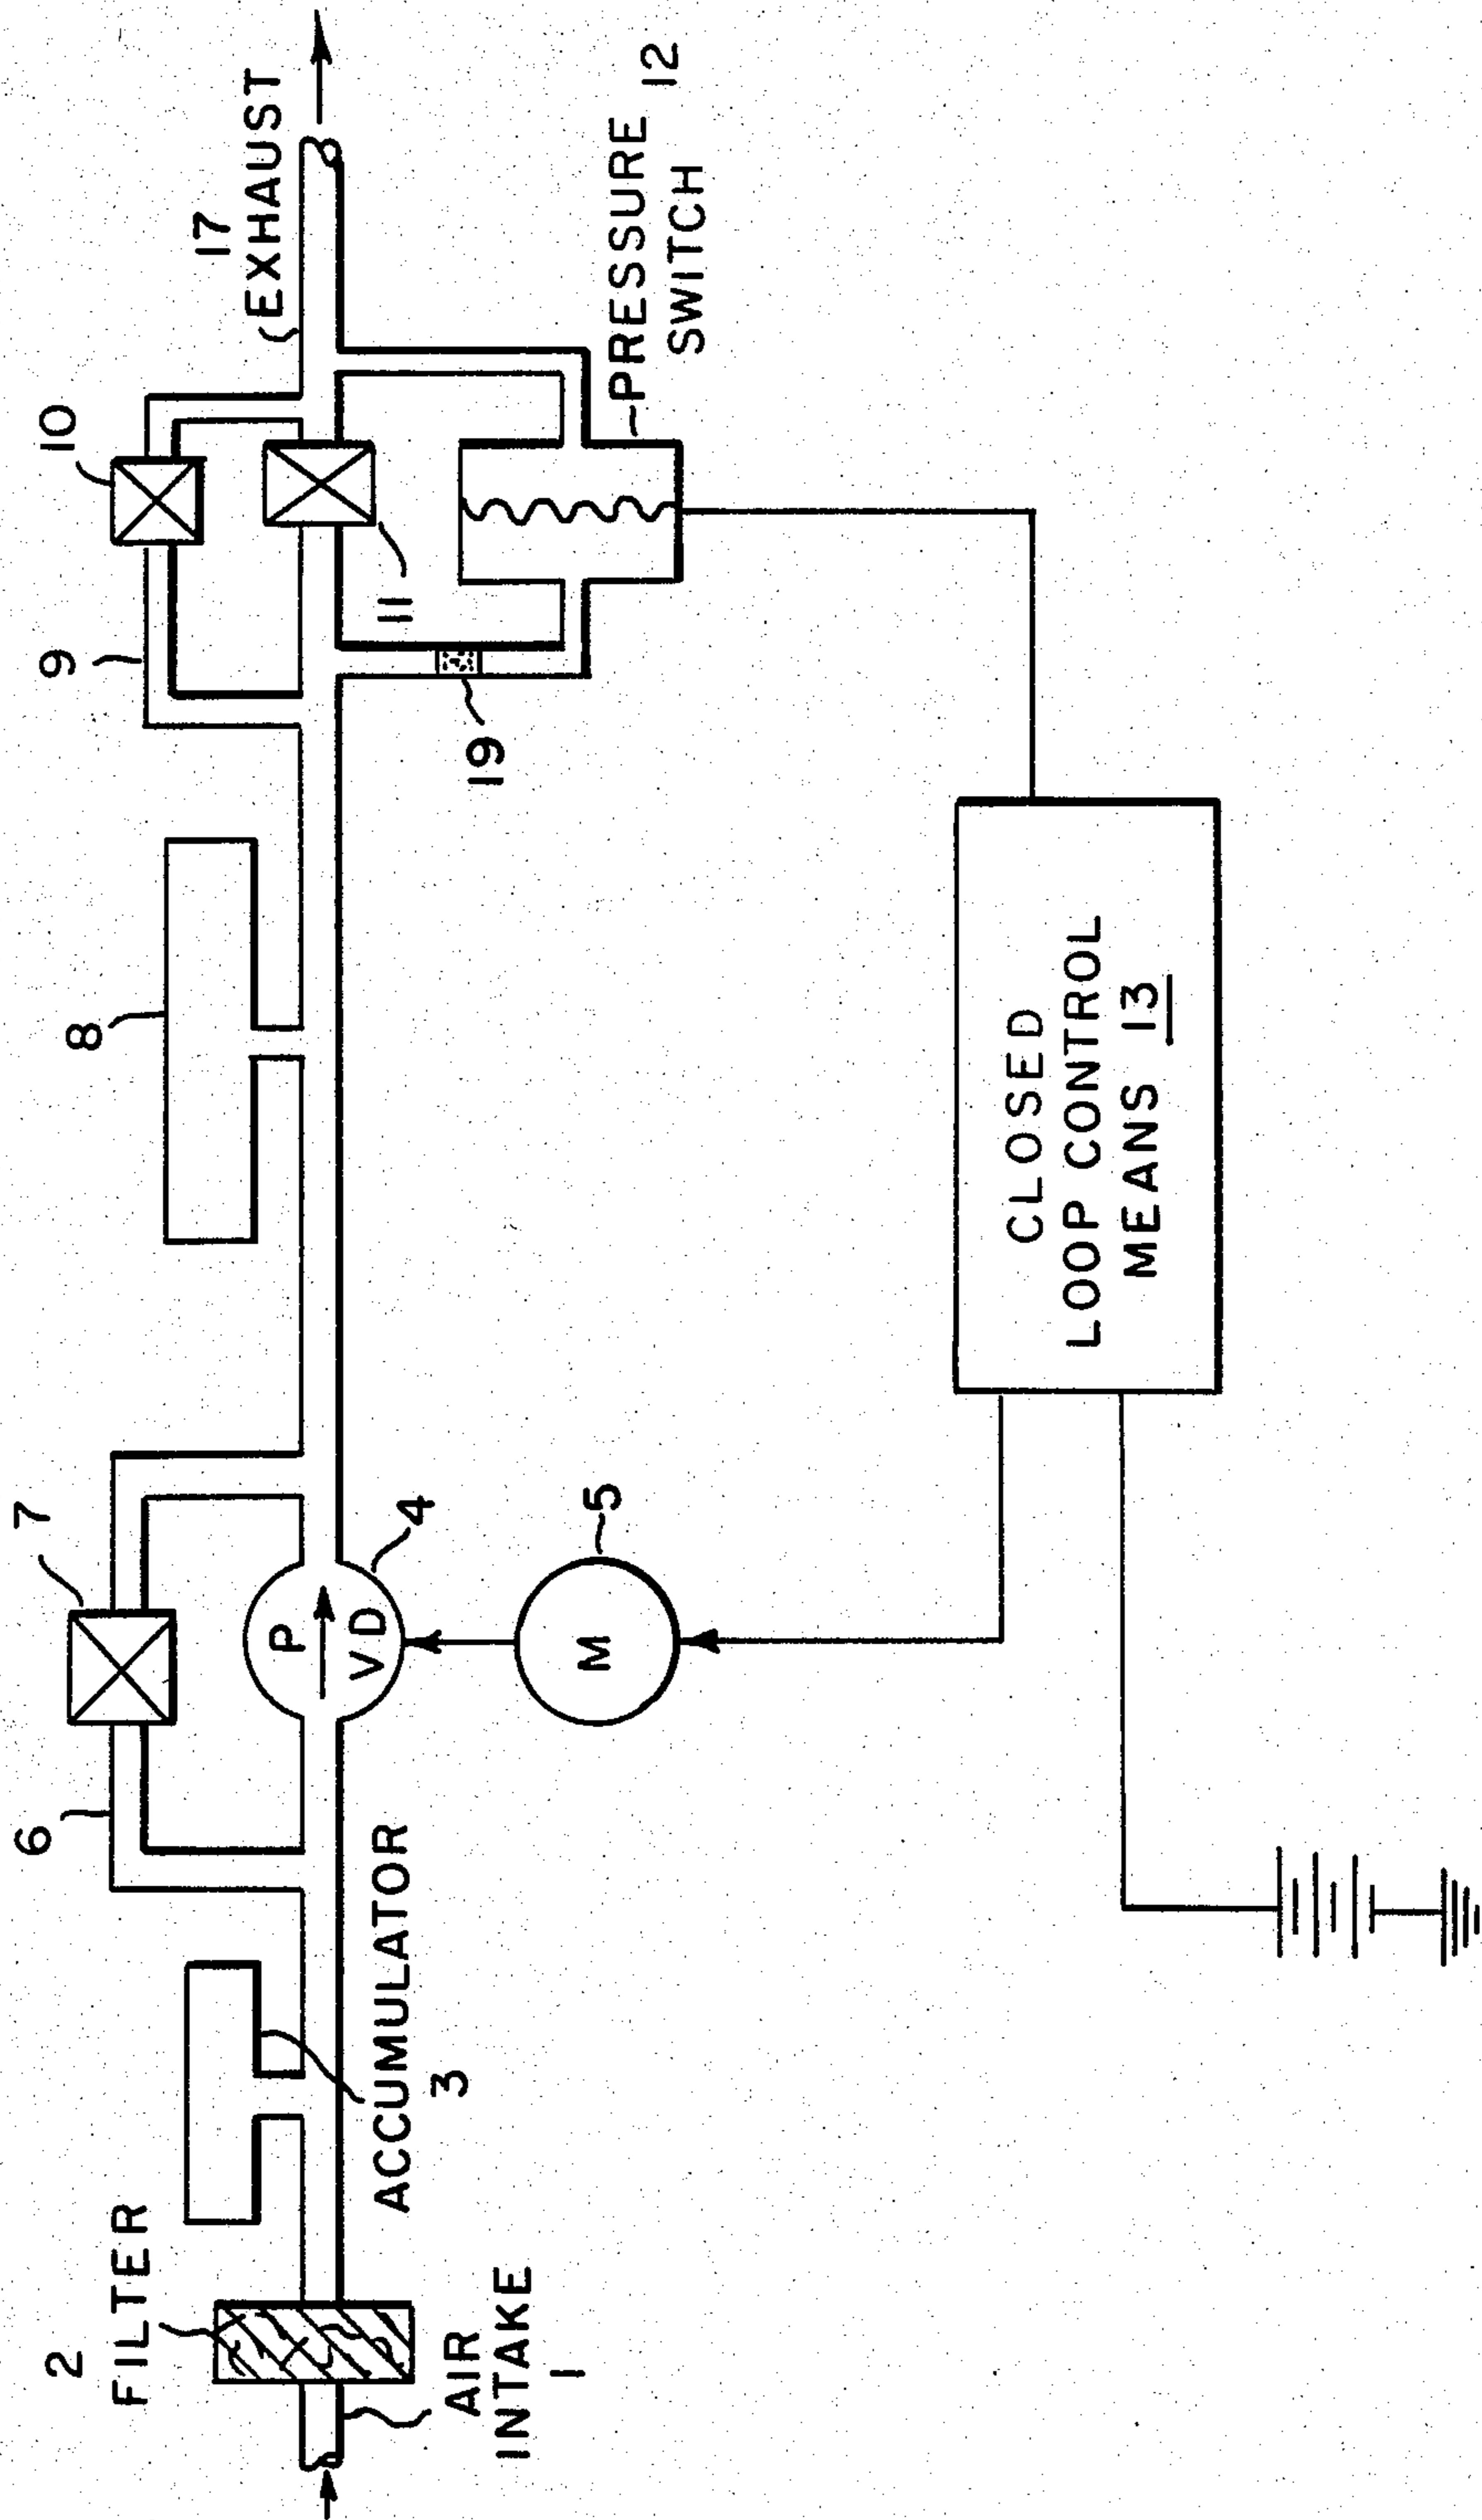 2
FILTER
AIR
INTAKE
1
ACCUMULATOR
3
6
7
P
VD
4
M
5
8
9
10
11
19
17
EXHAUST
PRESSURE 12
SWITCH
CLOSED
LOOP CONTROL
MEANS 13